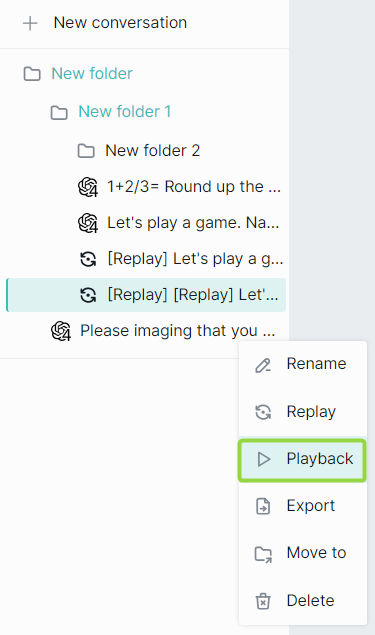 New conversation
New folder
New folder 1
New folder 2
1+2/3= Round up the ...
Let's play a game. Na...
[Replay] Let's play a g...
[Replay] [Replay] Let'...
Please imaging that you ...
Rename
Replay
Playback
Export
Move to
Delete